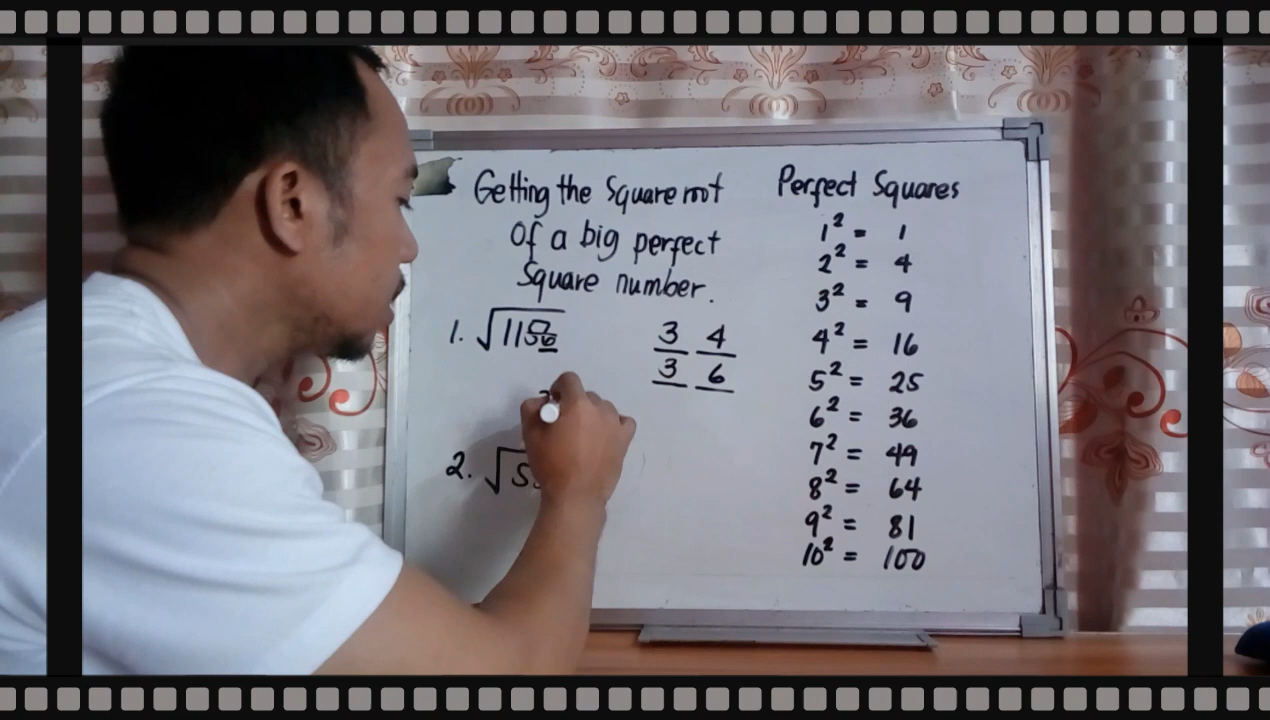 Getting the Square root
Of a big perfect
Square number.
1. √1156
3 4
3 6
2. √5
Perfect Squares
1² = 1
2² = 4
3² = 9
4² = 16
5² = 25
6² = 36
7² = 49
8² = 64
9² = 81
10² = 100